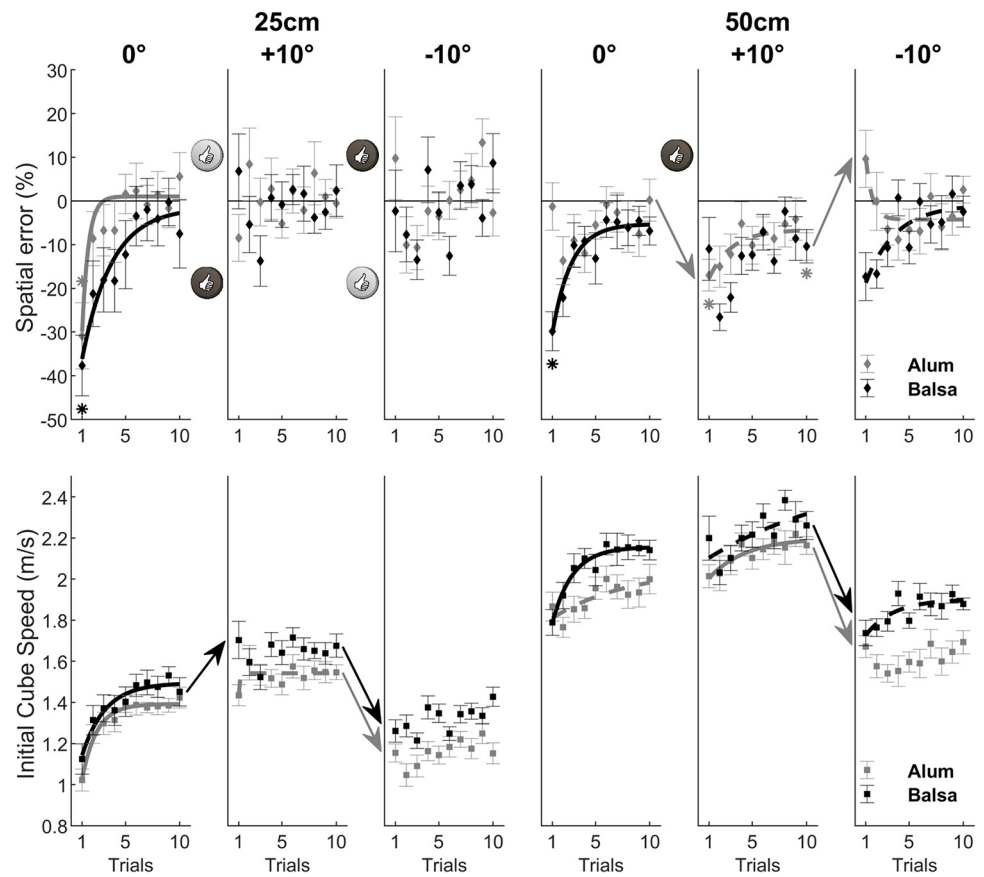 25cm 50cm
0° +10° -10° 0° +10° -10°
Spatial error (%)
30
20
10
0
-10
-20
-30
-40
-50
* * * * *
Alum
Balsa
1 5 10 1 5 10 1 5 10 1 5 10 1 5 10 1 5 10
Initial Cube Speed (m/s)
2.4
2.2
2
1.8
1.6
1.4
1.2
1
0.8
Alum
Balsa
1 5 10 1 5 10 1 5 10 1 5 10 1 5 10 1 5 10
Trials Trials Trials Trials Trials Trials